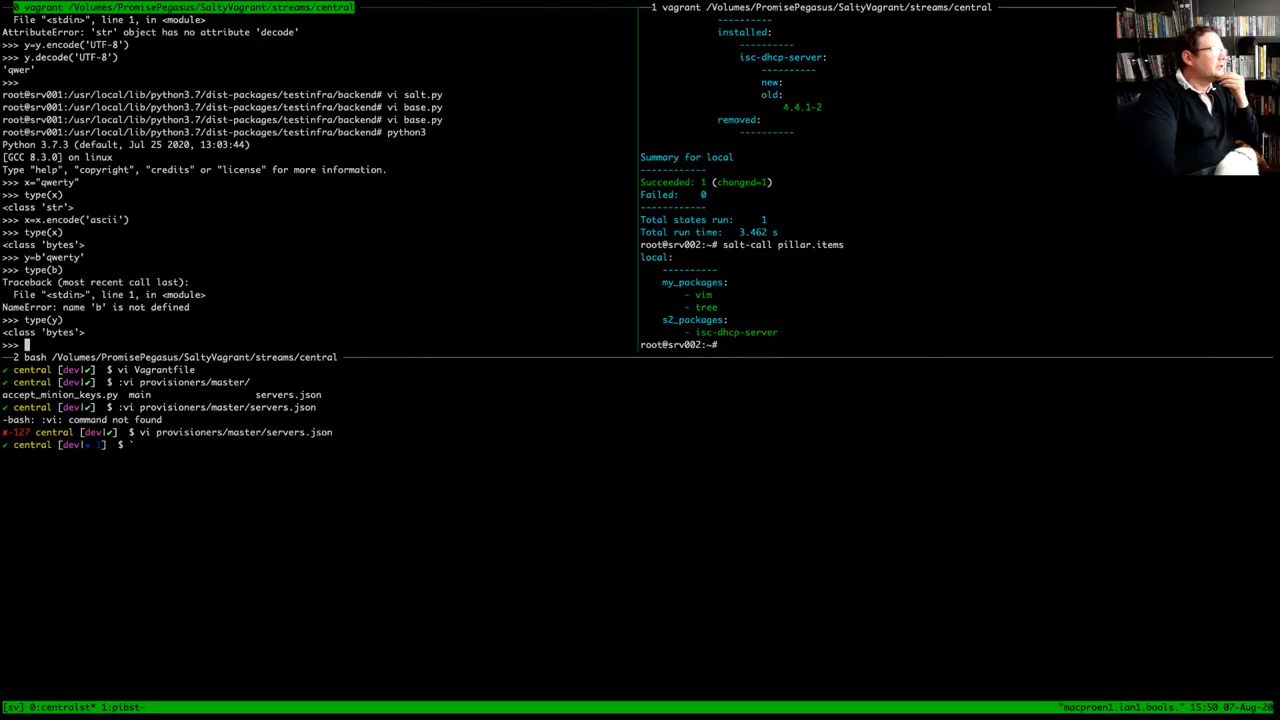 0 vagrant /Volumes/PromisePegasus/SaltyVagrant/streams/central
File "<stdin>", line 1, in <module>
AttributeError: 'str' object has no attribute 'decode'
>>> y=y.encode('UTF-8')
>>> y.decode('UTF-8')
'qwer'
>>>
root@srv001:/usr/local/lib/python3.7/dist-packages/testinfra/backend# vi salt.py
root@srv001:/usr/local/lib/python3.7/dist-packages/testinfra/backend# vi base.py
root@srv001:/usr/local/lib/python3.7/dist-packages/testinfra/backend# vi base.py
root@srv001:/usr/local/lib/python3.7/dist-packages/testinfra/backend# python3
Python 3.7.3 (default, Jul 25 2020, 13:03:44)
[GCC 8.3.0] on linux
Type "help", "copyright", "credits" or "license" for more information.
>>> x="qwerty"
>>> type(x)
<class 'str'>
>>> x=x.encode('ascii')
>>> type(x)
<class 'bytes'>
>>> y=b'qwerty'
>>> type(b)
Traceback (most recent call last):
File "<stdin>", line 1, in <module>
NameError: name 'b' is not defined
>>> type(y)
<class 'bytes'>
>>>
1 vagrant /Volumes/PromisePegasus/SaltyVagrant/streams/central
----------
installed:
----------
isc-dhcp-server:
----------
new:
old:
4.4.1-2
removed:
----------
Summary for local
------------
Succeeded: 1 (changed=1)
Failed: 0
------------
Total states run: 1
Total run time: 3.462 s
root@srv002:~# salt-call pillar.items
local:
----------
my_packages:
- vim
- tree
s2_packages:
- isc-dhcp-server
root@srv002:~#
2 bash /Volumes/PromisePegasus/SaltyVagrant/streams/central
✔ central [dev|✔] $ vi Vagrantfile
✔ central [dev|✔] $ :vi provisioners/master/
accept_minion_keys.py main servers.json
✔ central [dev|✔] $ :vi provisioners/master/servers.json
-bash: :vi: command not found
✘-127 central [dev|✔] $ vi provisioners/master/servers.json
✔ central [dev|✚ 1] $ `
[sv] 0:centralst* 1:pibst- "macproen1.lan1.bools." 15:50 07-Aug-20